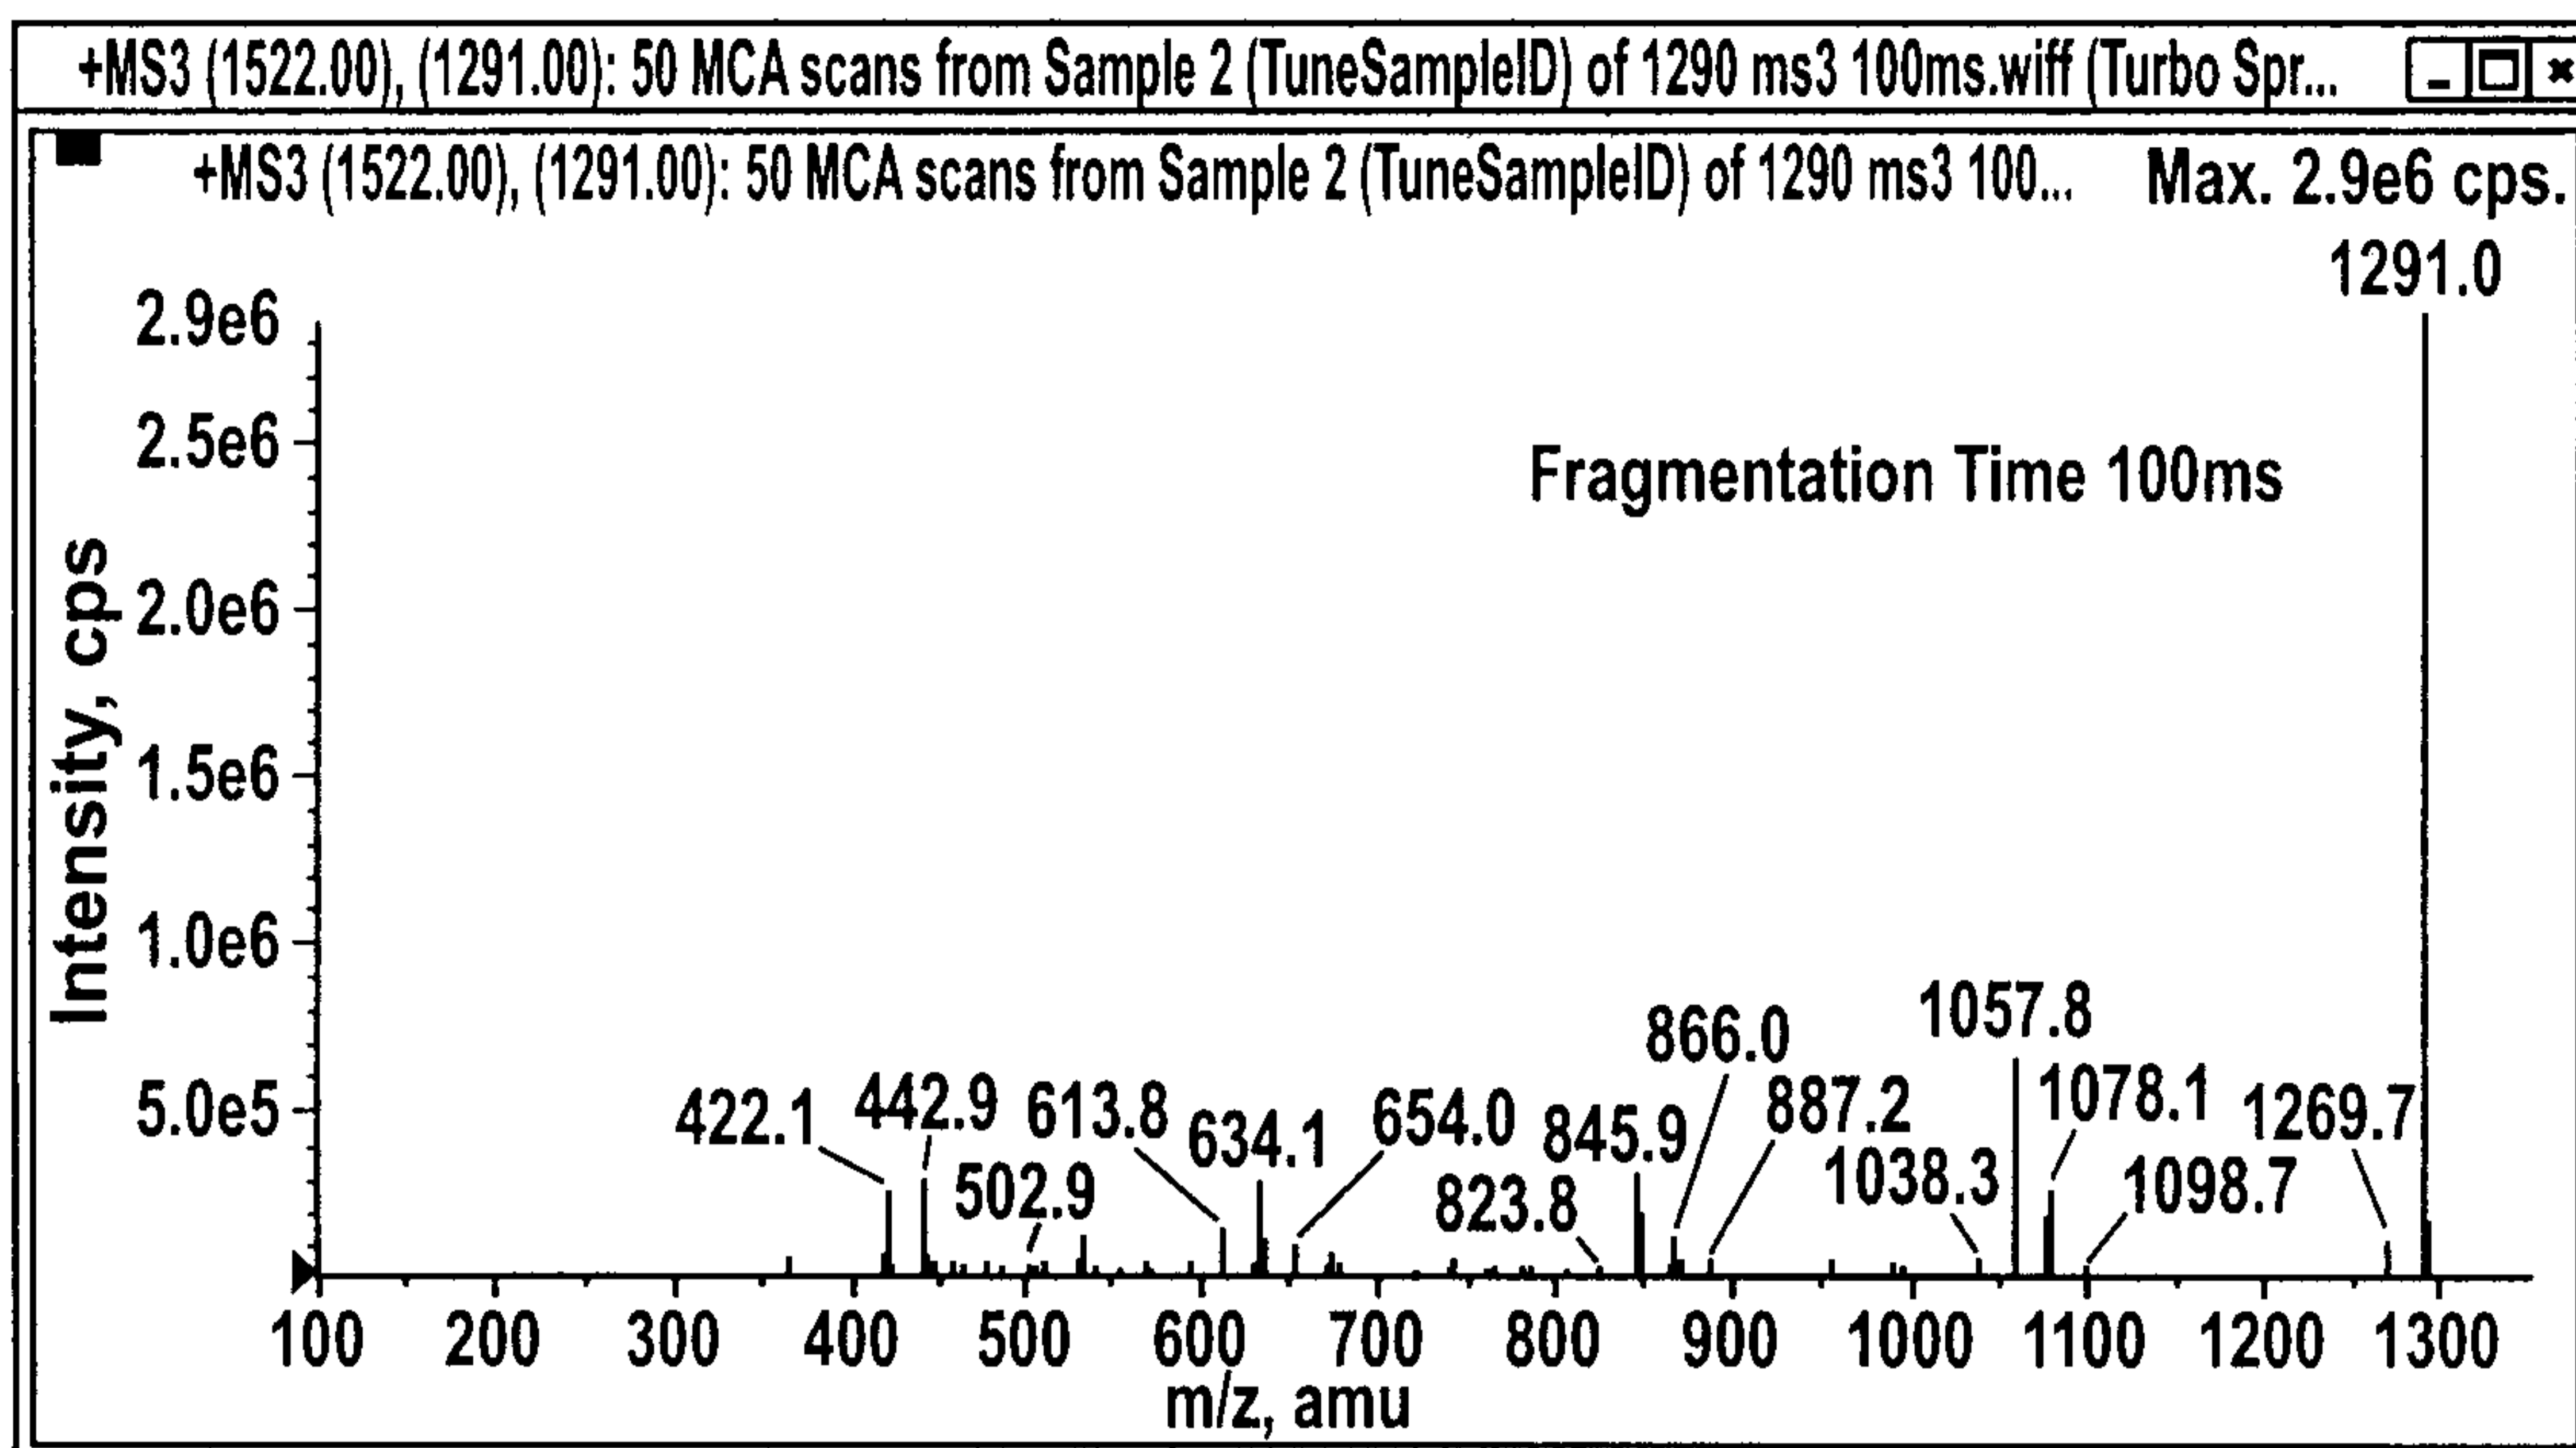 +MS3 (1522.00), (1291.00): 50 MCA scans from Sample 2 (TuneSampleID) of 1290 ms3 100ms.wiff (Turbo Spr...
+MS3 (1522.00), (1291.00): 50 MCA scans from Sample 2 (TuneSampleID) of 1290 ms3 100... Max. 2.9e6 cps.
1291.0
2.9e6
2.5e6
Fragmentation Time 100ms
2.0e6
Intensity, cps
1.5e6
1.0e6
1057.8
866.0
5.0e5
422.1 442.9 613.8 634.1 654.0 845.9 887.2 1078.1 1269.7
502.9 823.8 1038.3 1098.7
100 200 300 400 500 600 700 800 900 1000 1100 1200 1300
m/z, amu